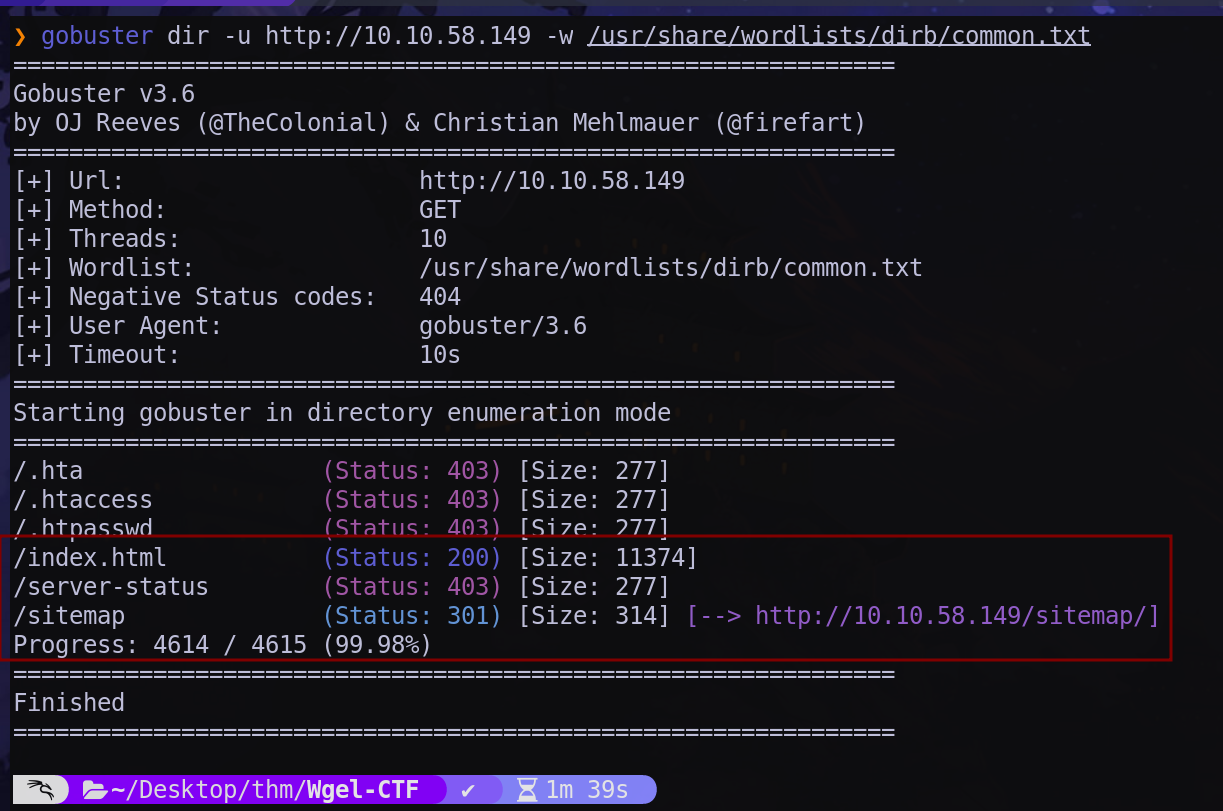 ❯ gobuster dir -u http://10.10.58.149 -w /usr/share/wordlists/dirb/common.txt
===============================================================
Gobuster v3.6
by OJ Reeves (@TheColonial) & Christian Mehlmauer (@firefart)
===============================================================
[+] Url:                     http://10.10.58.149
[+] Method:                  GET
[+] Threads:                 10
[+] Wordlist:                /usr/share/wordlists/dirb/common.txt
[+] Negative Status codes:   404
[+] User Agent:              gobuster/3.6
[+] Timeout:                 10s
===============================================================
Starting gobuster in directory enumeration mode
===============================================================
/.hta                 (Status: 403) [Size: 277]
/.htaccess            (Status: 403) [Size: 277]
/.htpasswd            (Status: 403) [Size: 277]
/index.html           (Status: 200) [Size: 11374]
/server-status        (Status: 403) [Size: 277]
/sitemap              (Status: 301) [Size: 314] [--> http://10.10.58.149/sitemap/]
Progress: 4614 / 4615 (99.98%)
===============================================================
Finished
===============================================================
~/Desktop/thm/Wgel-CTF ✔ 1m 39s